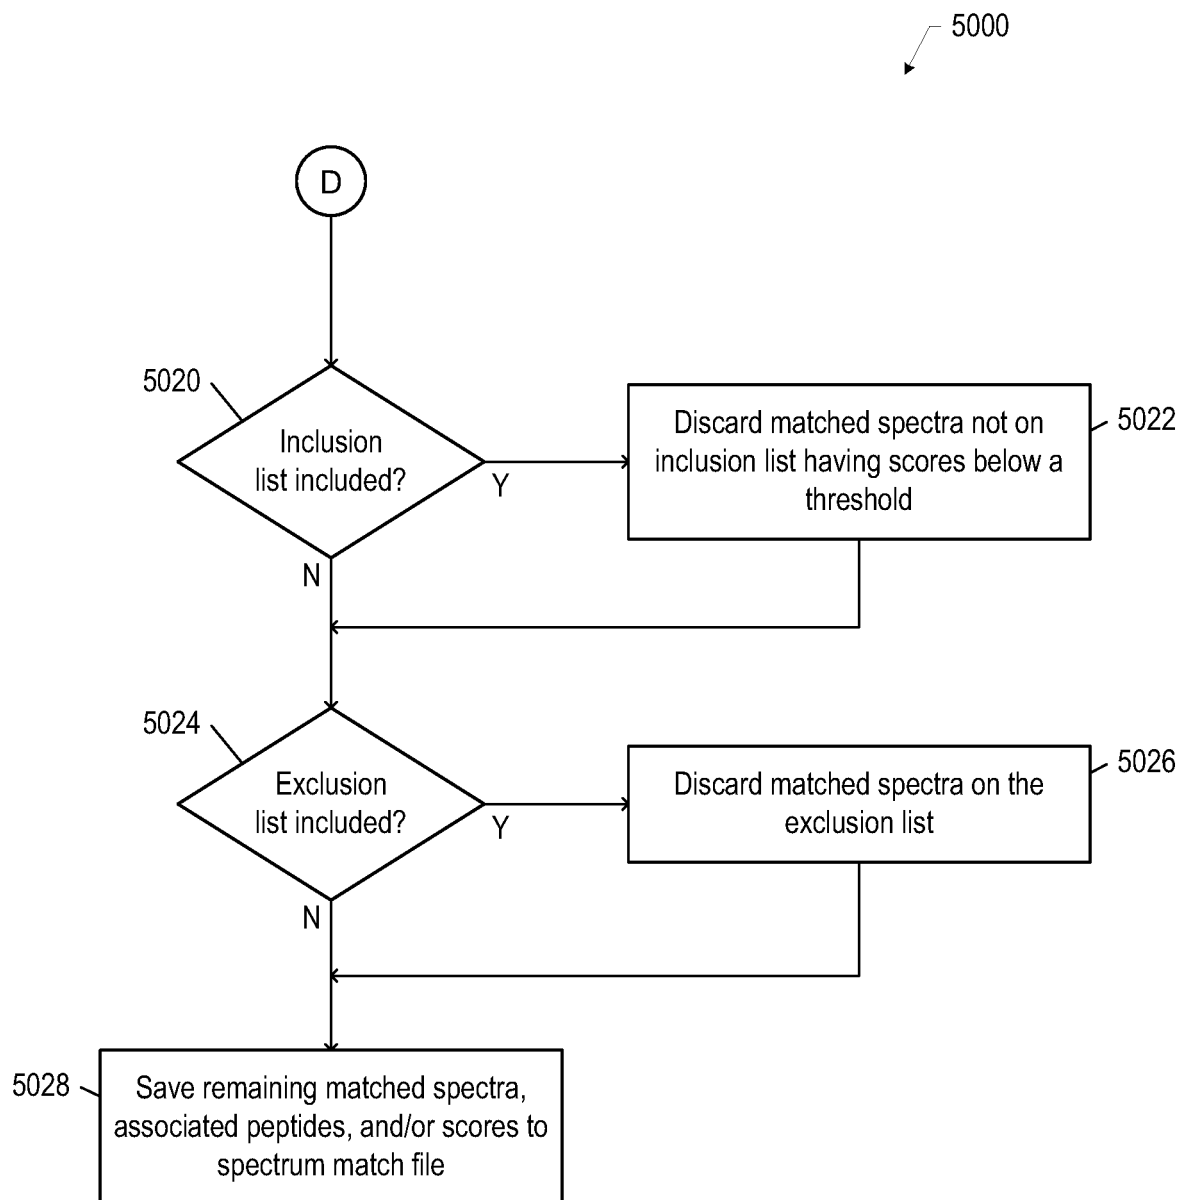 5000
D
5020
Inclusion
list included?
Y
N
Discard matched spectra not on
inclusion list having scores below a
threshold
5022
5024
Exclusion
list included?
Y
N
Discard matched spectra on the
exclusion list
5026
5028
Save remaining matched spectra,
associated peptides, and/or scores to
spectrum match file